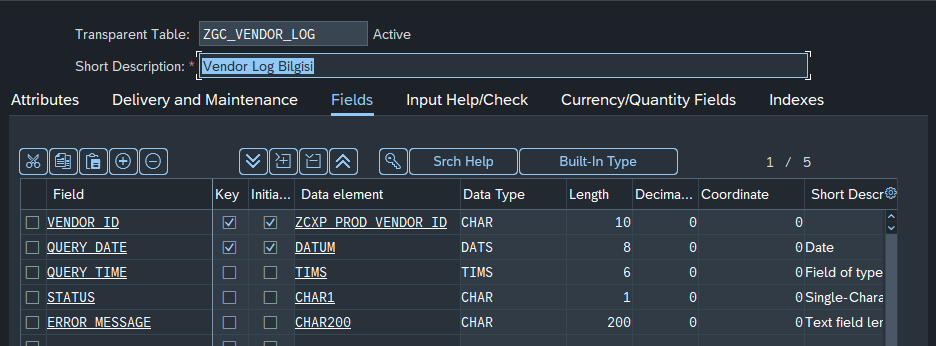 Transparent Table: ZGC_VENDOR_LOG Active
Short Description: * Vendor Log Bilgisi
Attributes Delivery and Maintenance Fields Input Help/Check Currency/Quantity Fields Indexes
Srch Help Built-In Type 1 / 5
Field Key Initia... Data element Data Type Length Decima... Coordinate Short Descr
VENDOR_ID ZCXP_PROD_VENDOR_ID CHAR 10 0 0
QUERY_DATE DATUM DATS 8 0 0 Date
QUERY_TIME TIMS TIMS 6 0 0 Field of type
STATUS CHAR1 CHAR 1 0 0 Single-Chara
ERROR_MESSAGE CHAR200 CHAR 200 0 0 Text field len